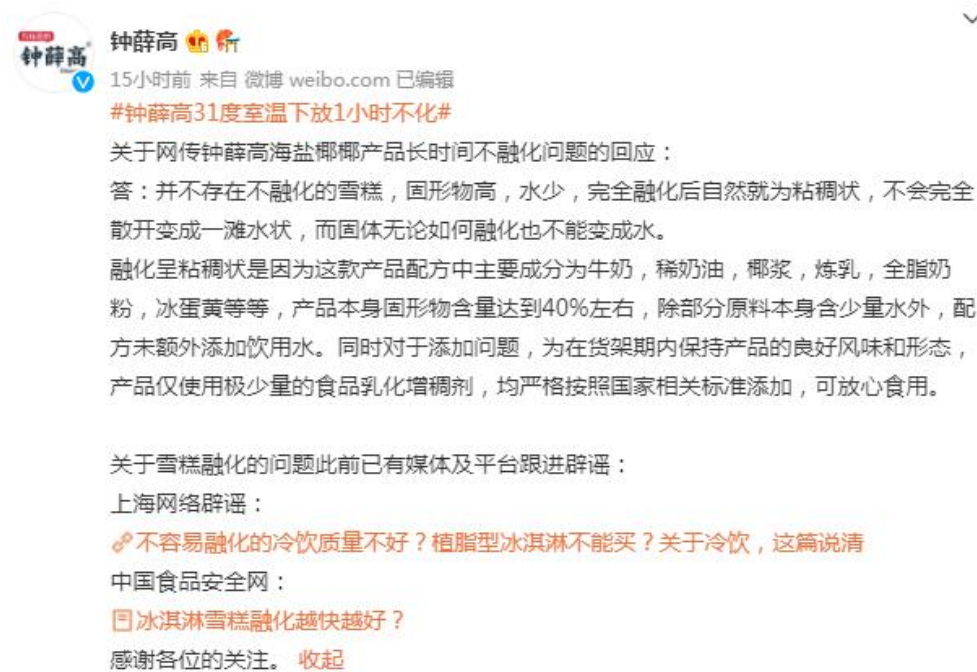 钟薛高
钟薛高
15小时前 来自 微博 weibo.com 已编辑
#钟薛高31度室温下放1小时不化#
关于网传钟薛高海盐椰椰产品长时间不融化问题的回应：
答：并不存在不融化的雪糕，固形物高，水少，完全融化后自然就为粘稠状，不会完全
散开变成一滩水状，而固体无论如何融化也不能变成水。
融化呈粘稠状是因为这款产品配方中主要成分为牛奶，稀奶油，椰浆，炼乳，全脂奶
粉，冰蛋黄等等，产品本身固形物含量达到40%左右，除部分原料本身含少量水外，配
方未额外添加饮用水。同时对于添加问题，为在货架期内保持产品的良好风味和形态，
产品仅使用极少量的食品乳化增稠剂，均严格按照国家相关标准添加，可放心食用。
关于雪糕融化的问题此前已有媒体及平台跟进辟谣：
上海网络辟谣：
不容易融化的冷饮质量不好？植脂型冰淇淋不能买？关于冷饮，这篇说清
中国食品安全网：
冰淇淋雪糕融化越快越好？
感谢各位的关注。 收起